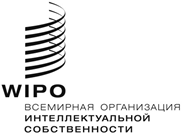 WIPO
ВСЕМИРНАЯ ОРГАНИЗАЦИЯ
ИНТЕЛЛЕКТУАЛЬНОЙ
СОБСТВЕННОСТИ